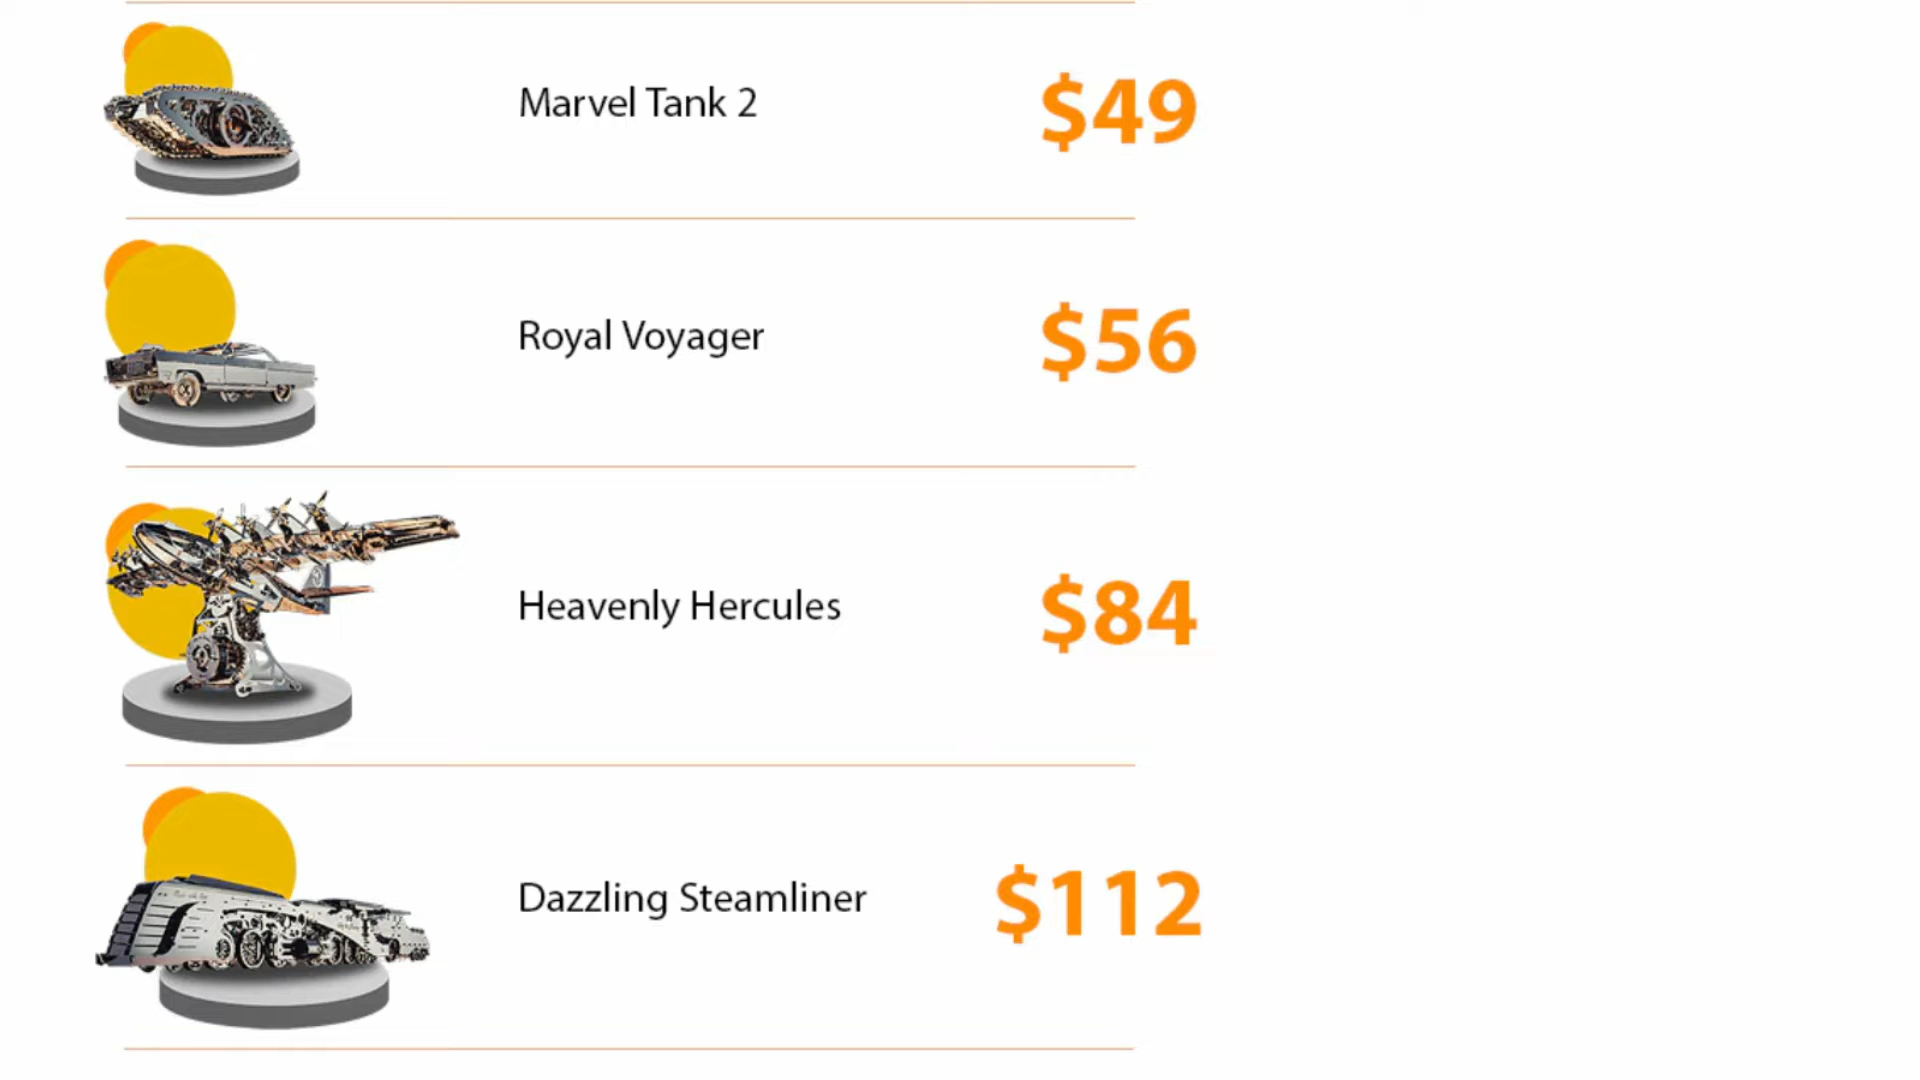 Marvel Tank 2 $49
Royal Voyager $56
Heavenly Hercules $84
Dazzling Steamliner $112